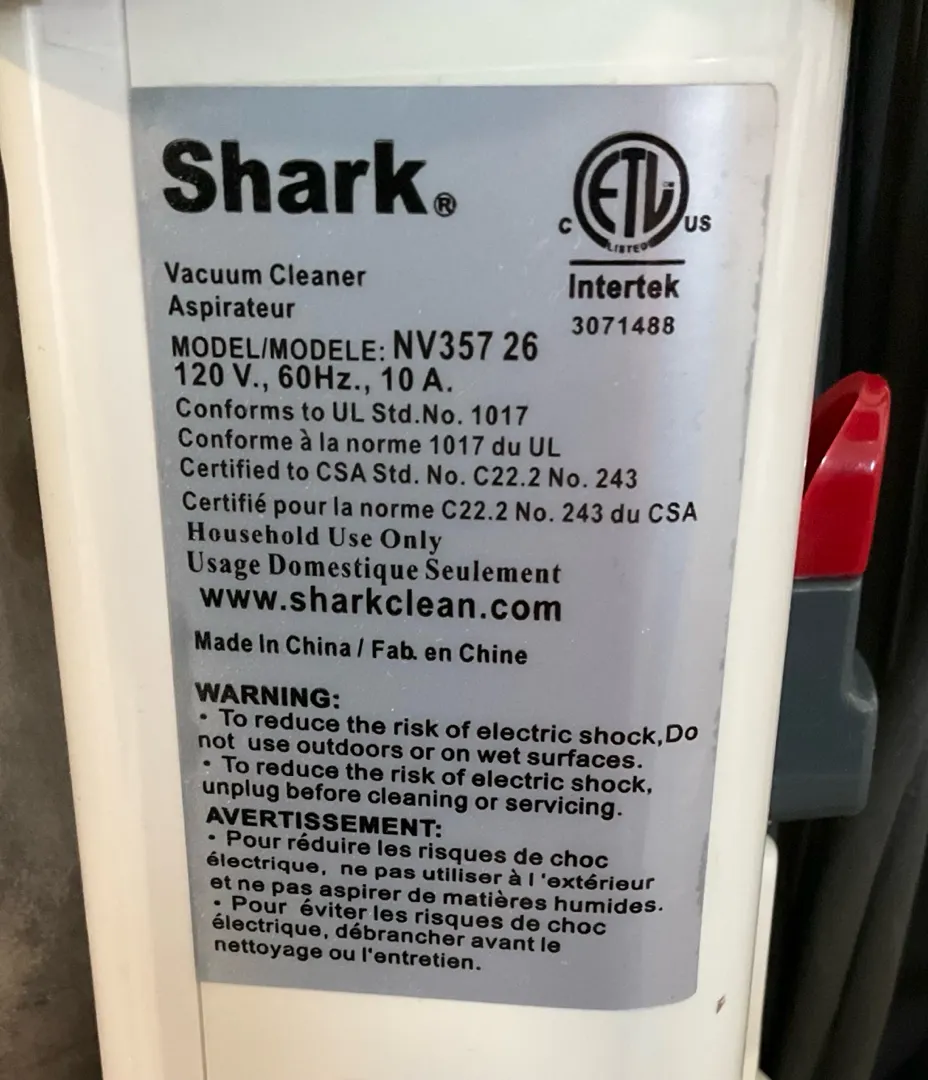 Shark®
C ETL US
LISTED
Intertek
3071488
Vacuum Cleaner
Aspirateur
MODEL/MODELE: NV357 26
120 V., 60Hz., 10 A.
Conforms to UL Std.No. 1017
Conforme à la norme 1017 du UL
Certified to CSA Std. No. C22.2 No. 243
Certifié pour la norme C22.2 No. 243 du CSA
Household Use Only
Usage Domestique Seulement
www.sharkclean.com
Made In China / Fab. en Chine
WARNING:
• To reduce the risk of electric shock,Do
not use outdoors or on wet surfaces.
• To reduce the risk of electric shock,
unplug before cleaning or servicing.
AVERTISSEMENT:
• Pour réduire les risques de choc
électrique, ne pas utiliser à l'extérieur
et ne pas aspirer de matières humides.
• Pour éviter les risques de choc
électrique, débrancher avant le
nettoyage ou l'entretien.